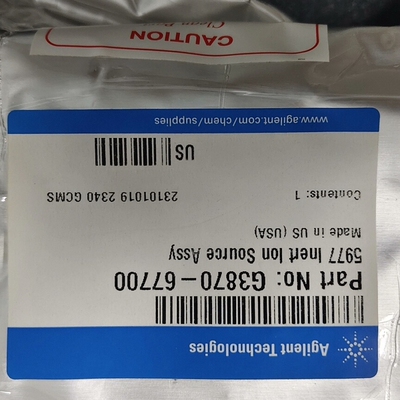 Agilent Technologies
Part No: G3870-67700
5977 Inert Ion Source Assy
Made in US (USA)
Contents: 1
23101019 2340 GCMS
US
www.agilent.com/chem/supplies
CAUTION